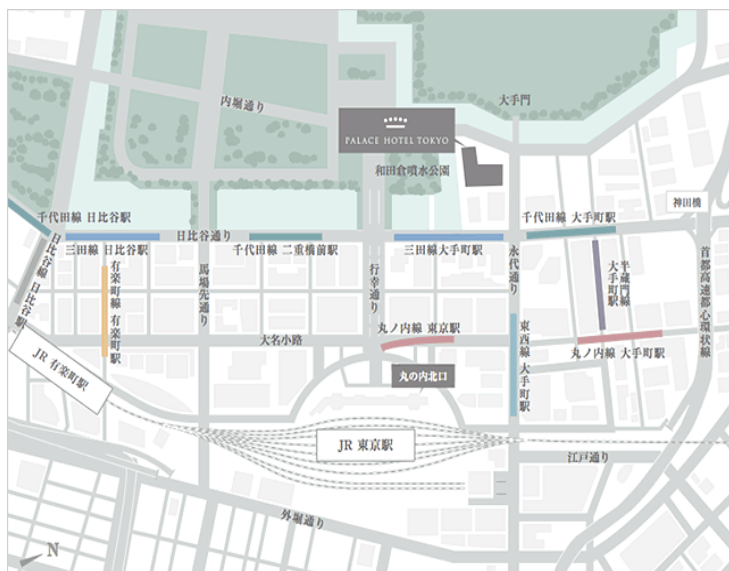 大手門
内堀通り
PALACE HOTEL TOKYO
和田倉噴水公園
神田橋
千代田線 日比谷駅
日比谷通り
千代田線 大手町駅
三田線 日比谷駅
千代田線 二重橋前駅
三田線大手町駅
日比谷線 日比谷駅
有楽町線 有楽町駅
馬場先通り
行幸通り
永代通り
半蔵門線
大手町駅
首都高速都心環状線
大名小路
丸ノ内線 東京駅
東西線 大手町駅
丸ノ内線 大手町駅
JR 有楽町駅
丸の内北口
JR 東京駅
江戸通り
外堀通り
N